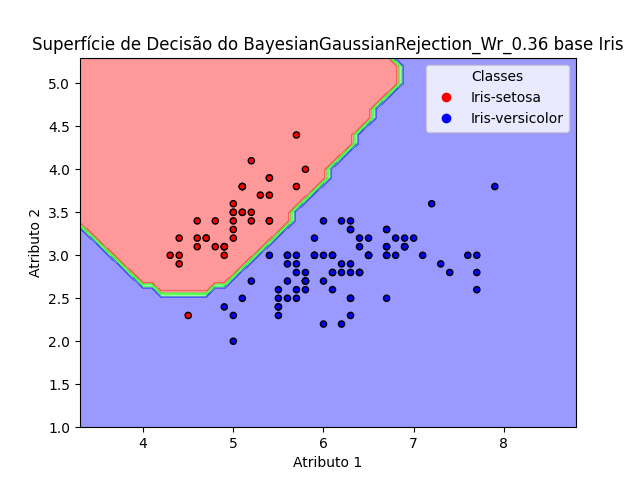 Superfície de Decisão do BayesianGaussianRejection_Wr_0.36 base Iris
Classes
Iris-setosa
Iris-versicolor
5.0
4.5
4.0
3.5
3.0
2.5
2.0
1.5
1.0
Atributo 2
4 5 6 7 8
Atributo 1